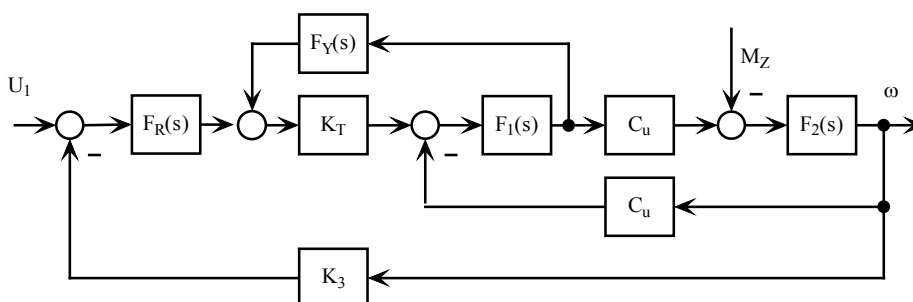 F_Y(s)
M_Z
U_1
ω
F_R(s)
K_T
F_1(s)
C_u
F_2(s)
C_u
K_3